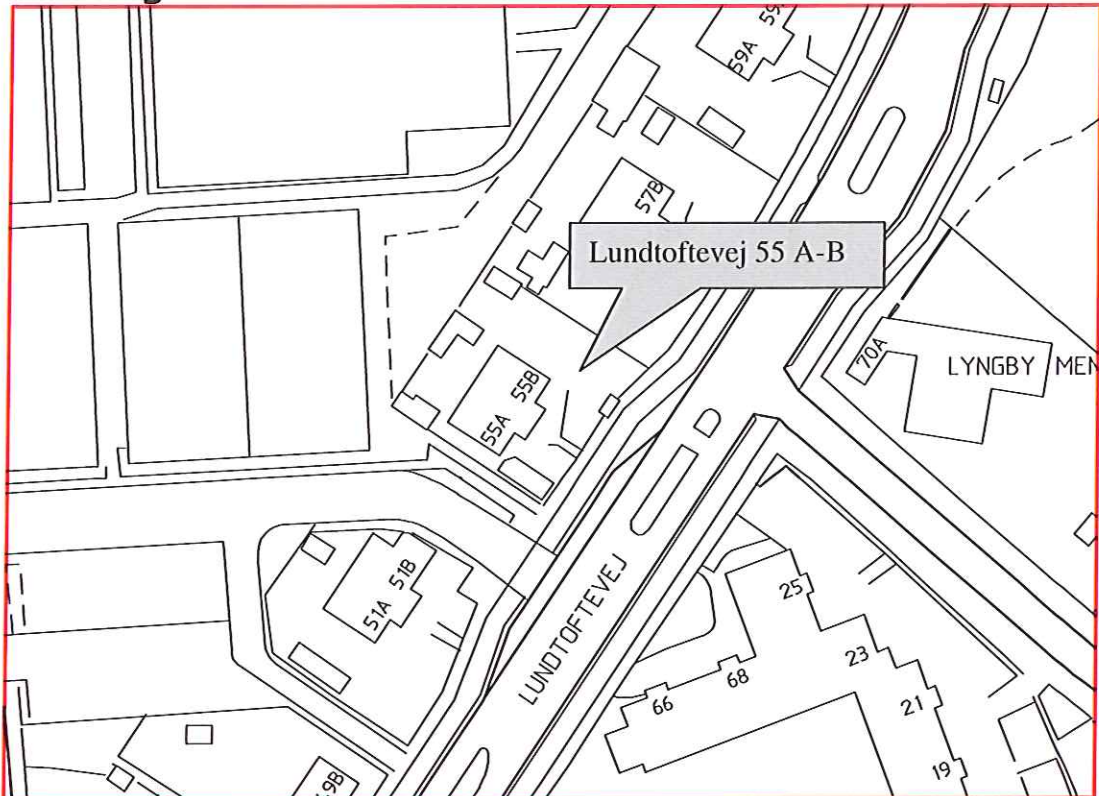 59A
57B
Lundtoftevej 55 A-B
70A
LYNGBY MEN
55B
55A
51B
51A
LUNDTOFTEVEJ
25
23
68
66
21
19